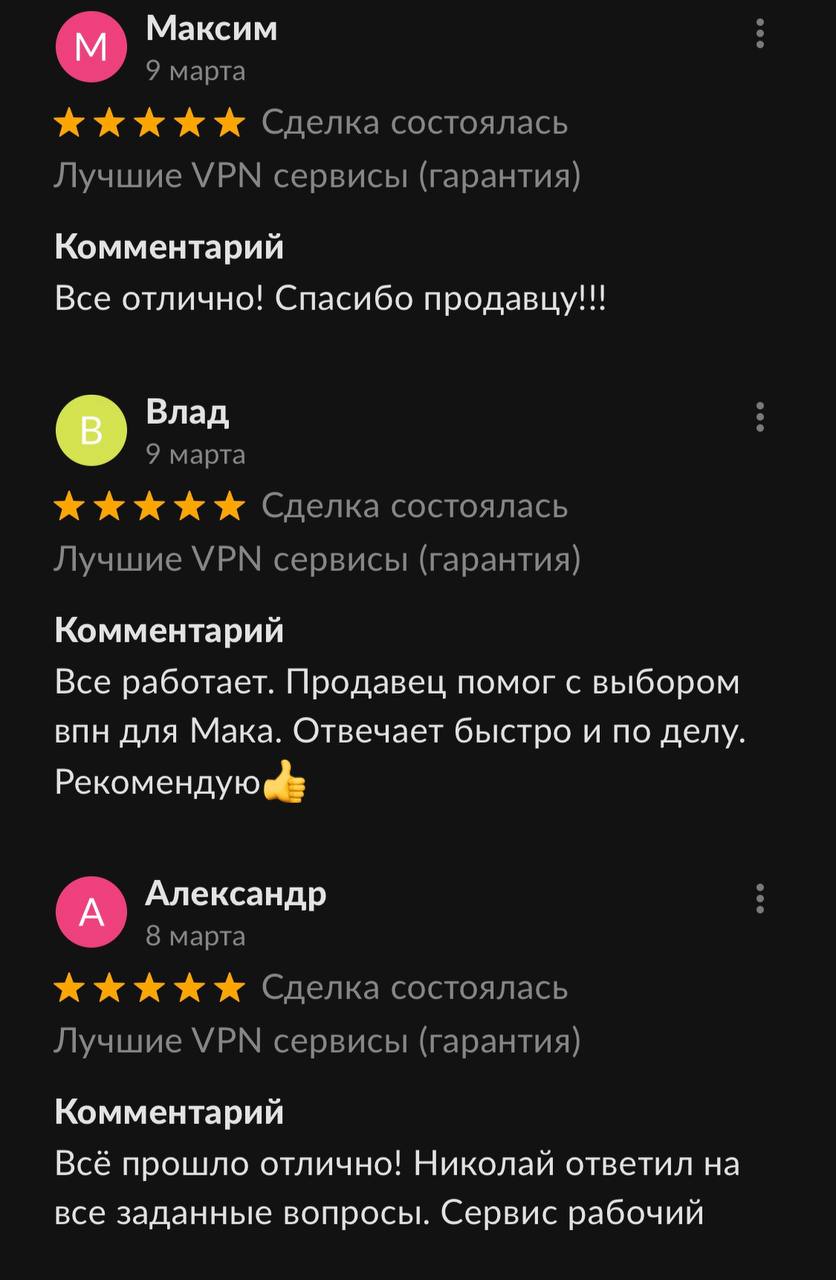 М
Максим
9 марта
Сделка состоялась
Лучшие VPN сервисы (гарантия)
Комментарий
Все отлично! Спасибо продавцу!!!
В
Влад
9 марта
Сделка состоялась
Лучшие VPN сервисы (гарантия)
Комментарий
Все работает. Продавец помог с выбором
впн для Мака. Отвечает быстро и по делу.
Рекомендую👍
А
Александр
8 марта
Сделка состоялась
Лучшие VPN сервисы (гарантия)
Комментарий
Всё прошло отлично! Николай ответил на
все заданные вопросы. Сервис рабочий